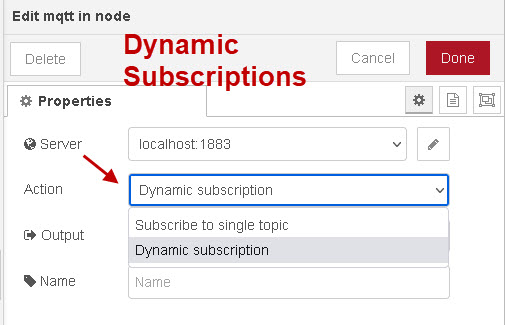 Edit mqtt in node
Delete
Dynamic
Subscriptions
Cancel
Done
Properties
Server
localhost:1883
Action
Dynamic subscription
Subscribe to single topic
Output
Dynamic subscription
Name
Name